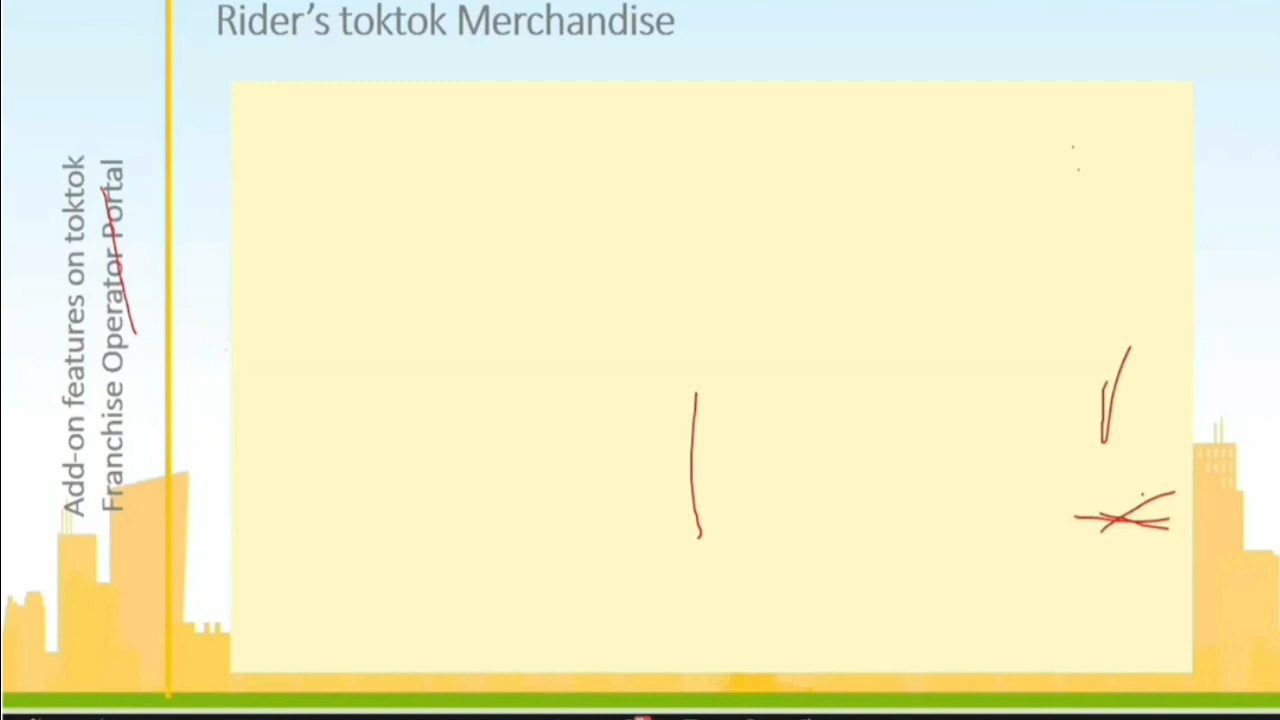 Rider's toktok Merchandise
Add-on features on toktok
Franchise Operator Portal